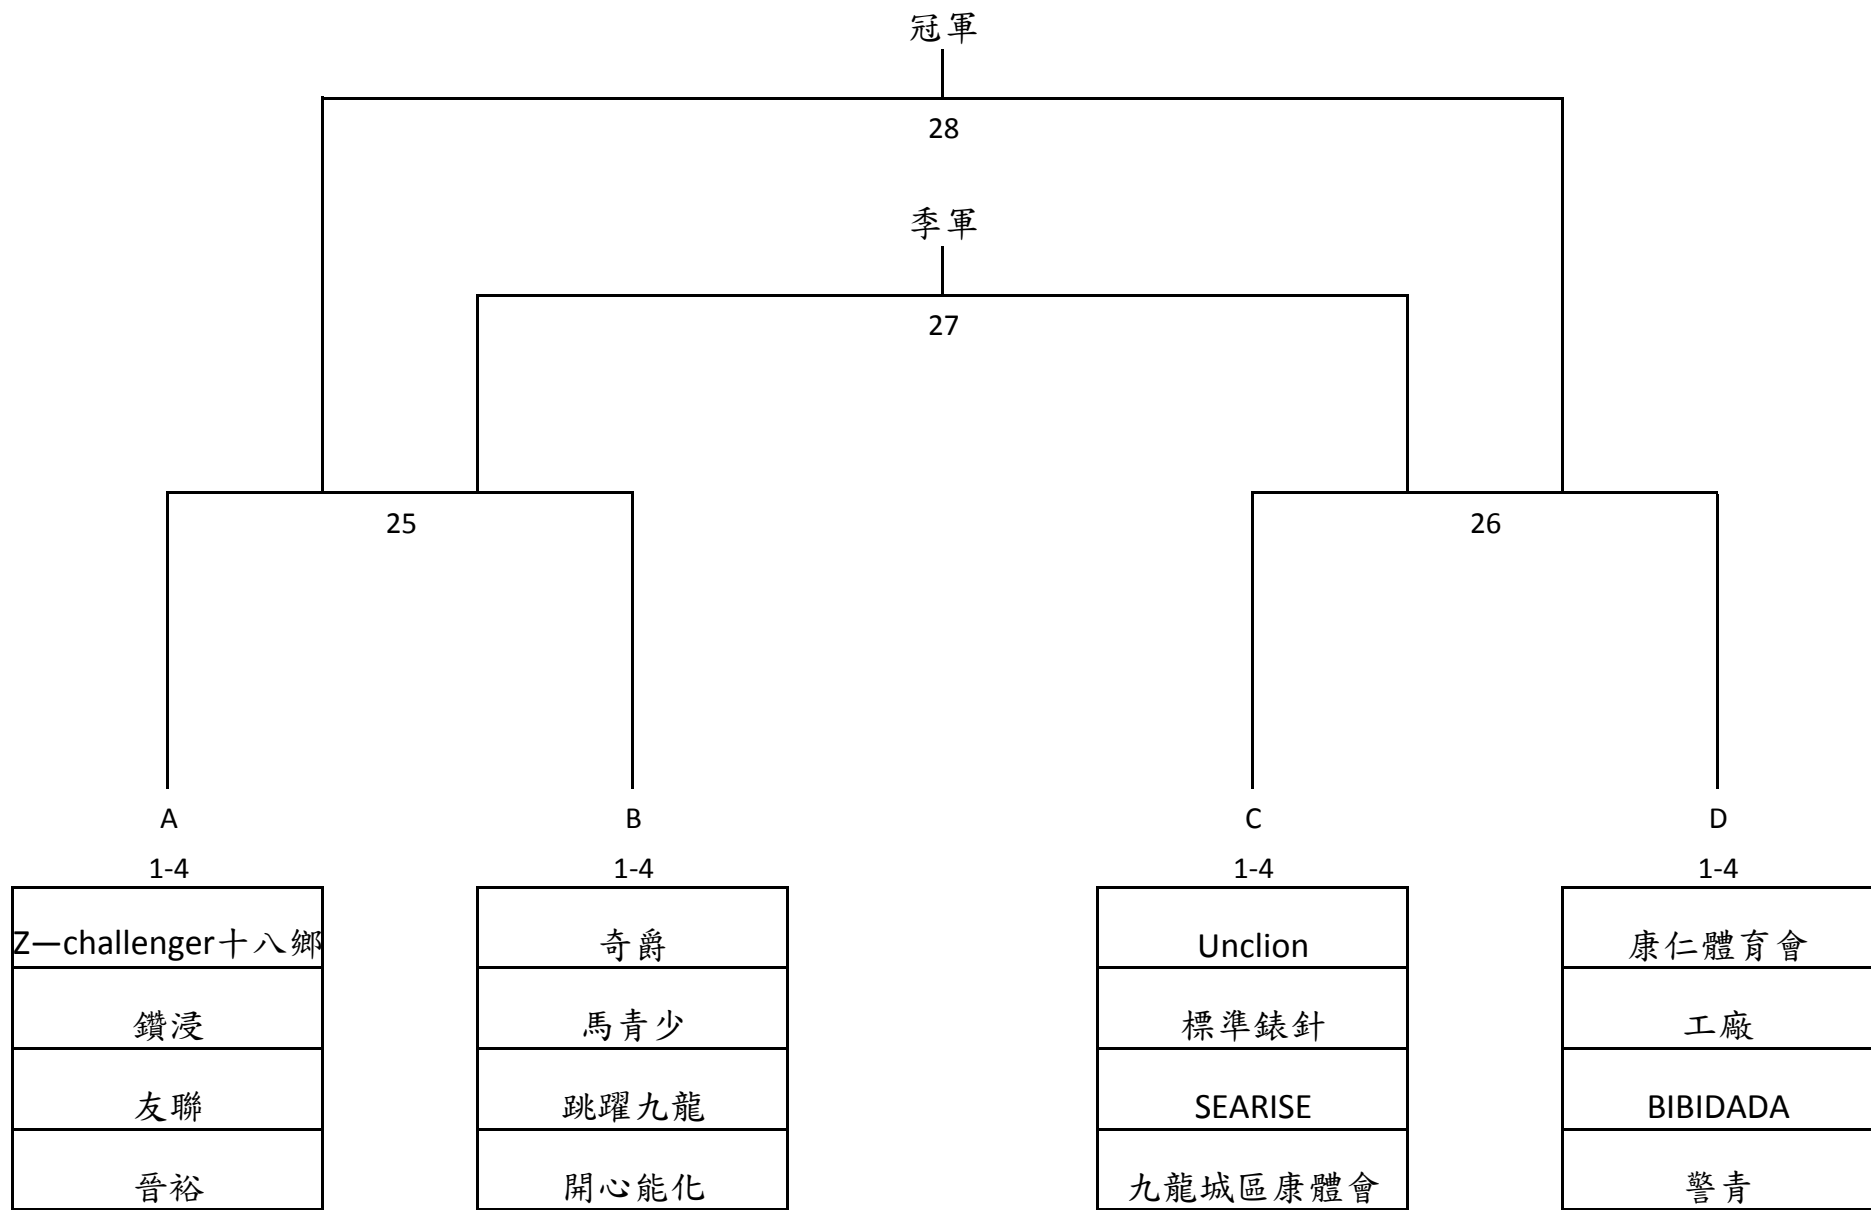 冠軍
28
季軍
27
25
26
A
B
C
D
1-4
1-4
1-4
1-4
Z—challenger十八鄉
奇爵
Unclion
康仁體育會
鑽浸
馬青少
標準錶針
工廠
友聯
跳躍九龍
SEARISE
BIBIDADA
晉裕
開心能化
九龍城區康體會
警青